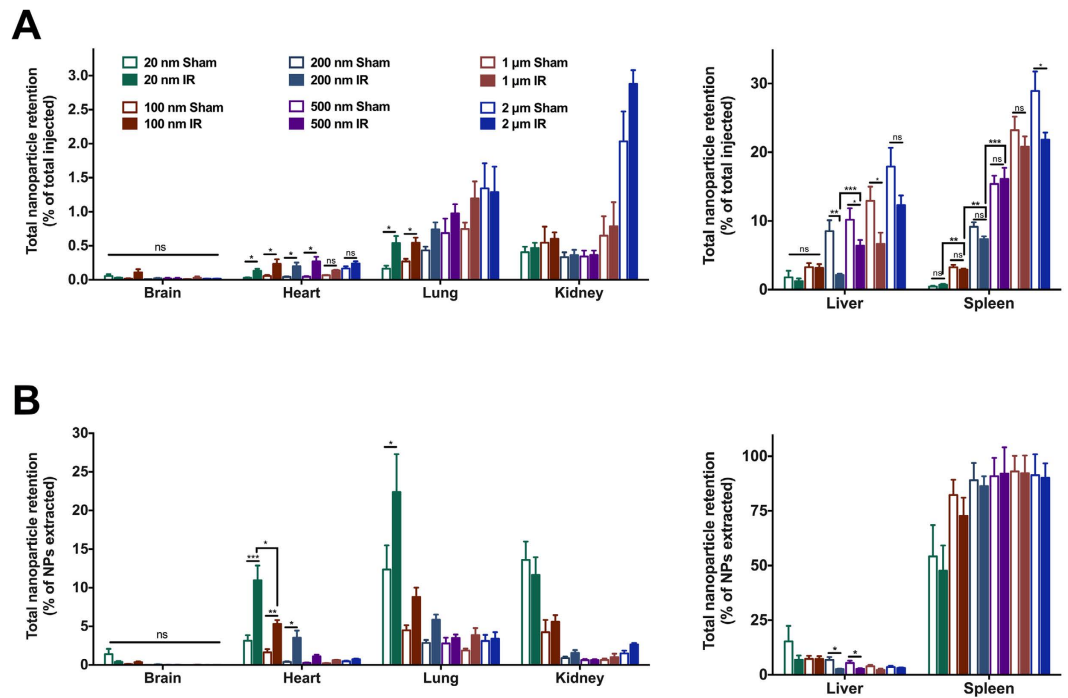 A
Total nanoparticle retention
(% of total injected)
3.0
2.5
2.0
1.5
1.0
0.5
0.0
20 nm Sham
20 nm IR
100 nm Sham
100 nm IR
200 nm Sham
200 nm IR
500 nm Sham
500 nm IR
1 µm Sham
1 µm IR
2 µm Sham
2 µm IR
ns
* * * * ns ns
* *
Brain Heart Lung Kidney
Total nanoparticle retention
(% of total injected)
30
20
10
0
ns ** *** * * ns
ns ** ns ** ns *** ns ns *
Liver Spleen
B
Total nanoparticle retention
(% of NPs extracted)
30
25
20
15
10
5
0
ns
*** * ** *
*
Brain Heart Lung Kidney
Total nanoparticle retention
(% of NPs extracted)
100
75
50
25
0
* *
Liver Spleen